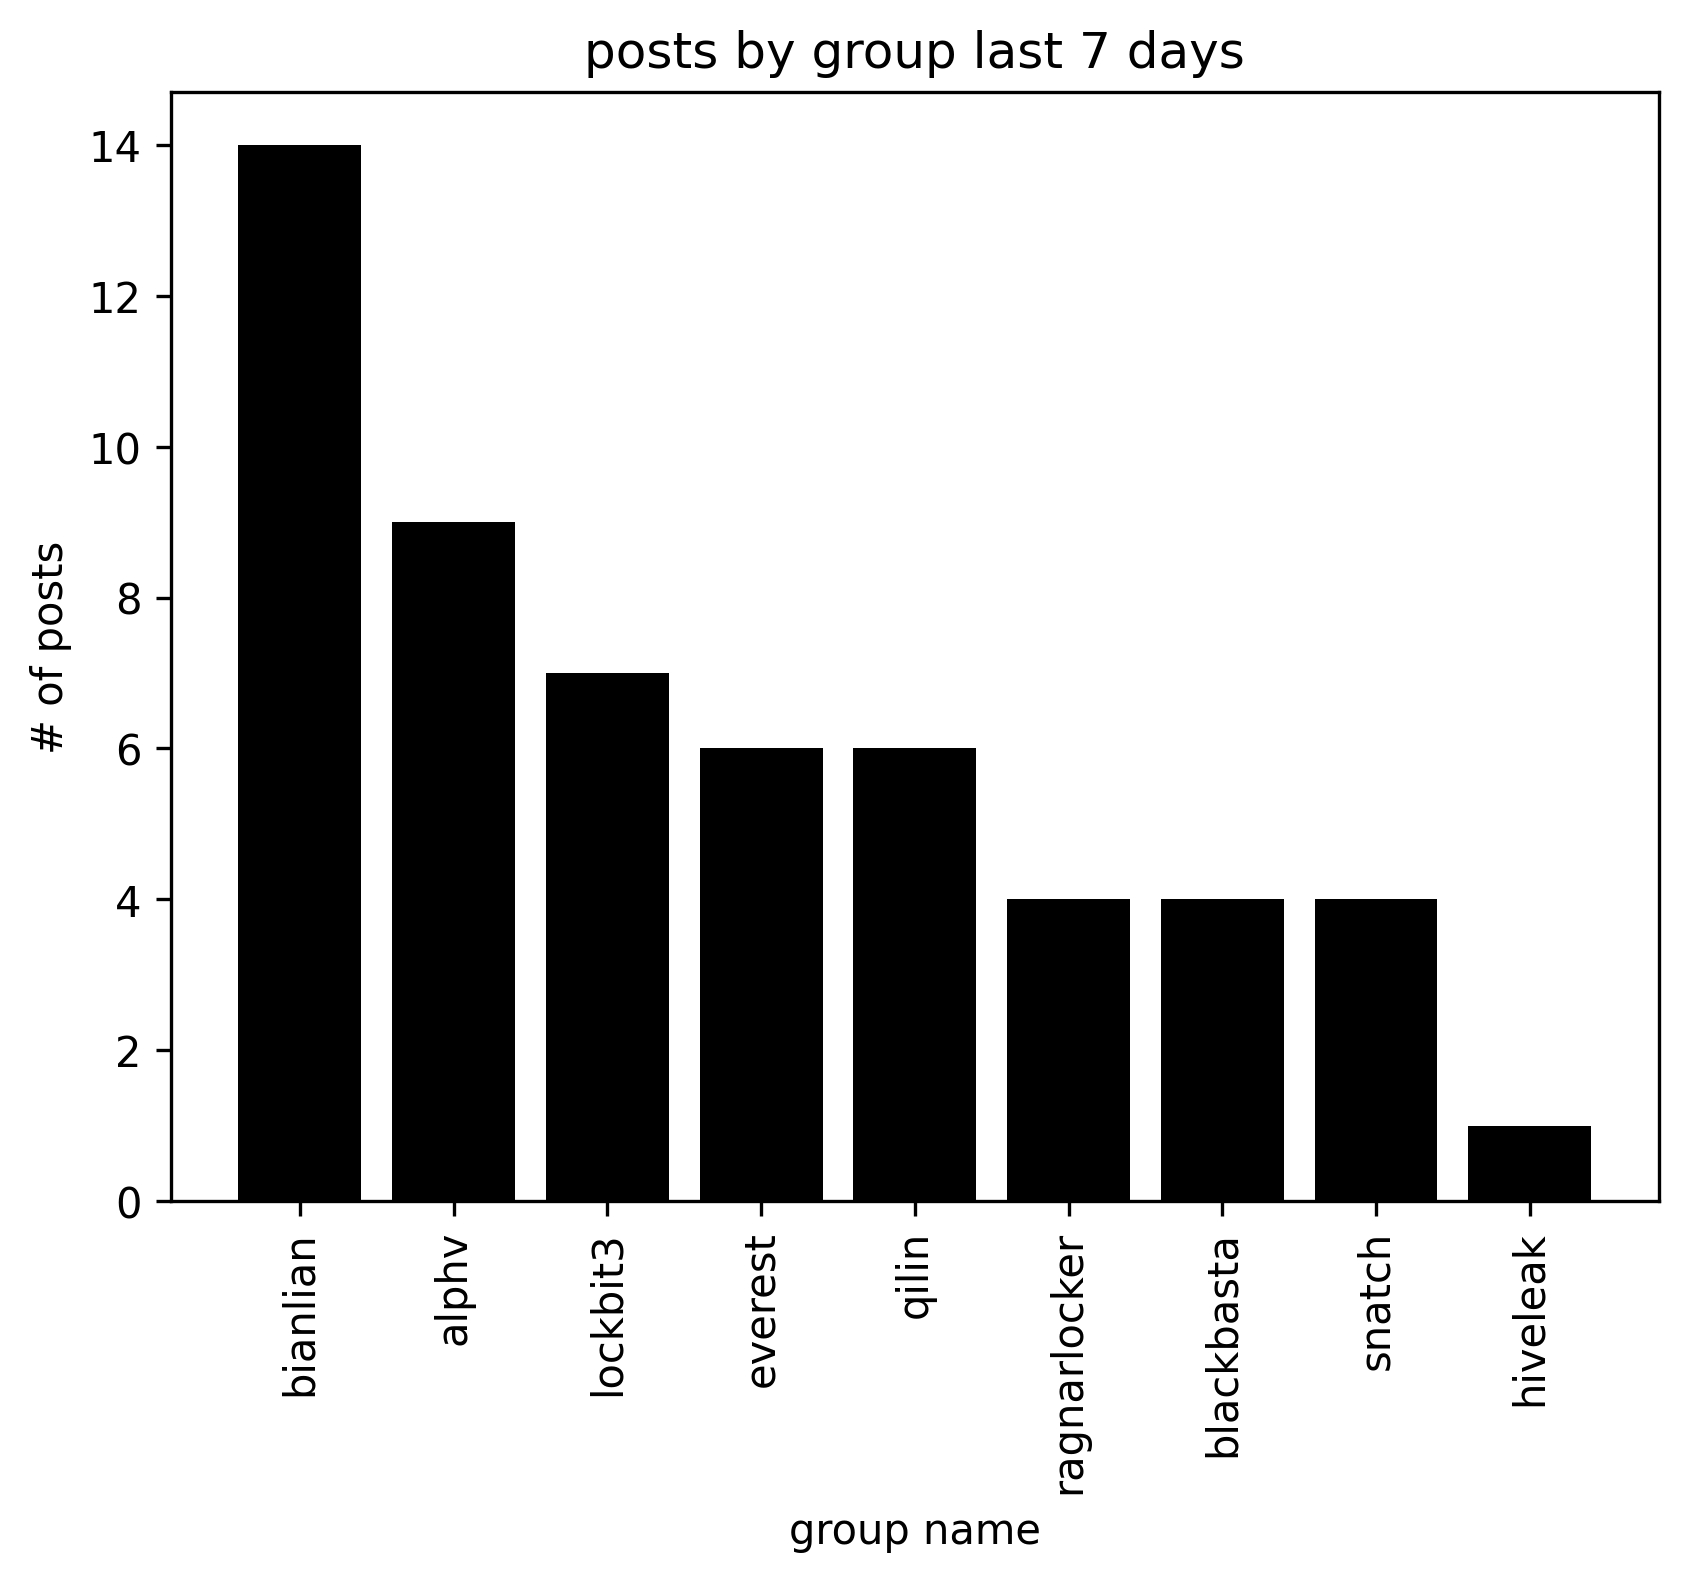 posts by group last 7 days
# of posts
14
12
10
8
6
4
2
0
bianlian
alphv
lockbit3
everest
qilin
ragnarlocker
blackbasta
snatch
hiveleak
group name